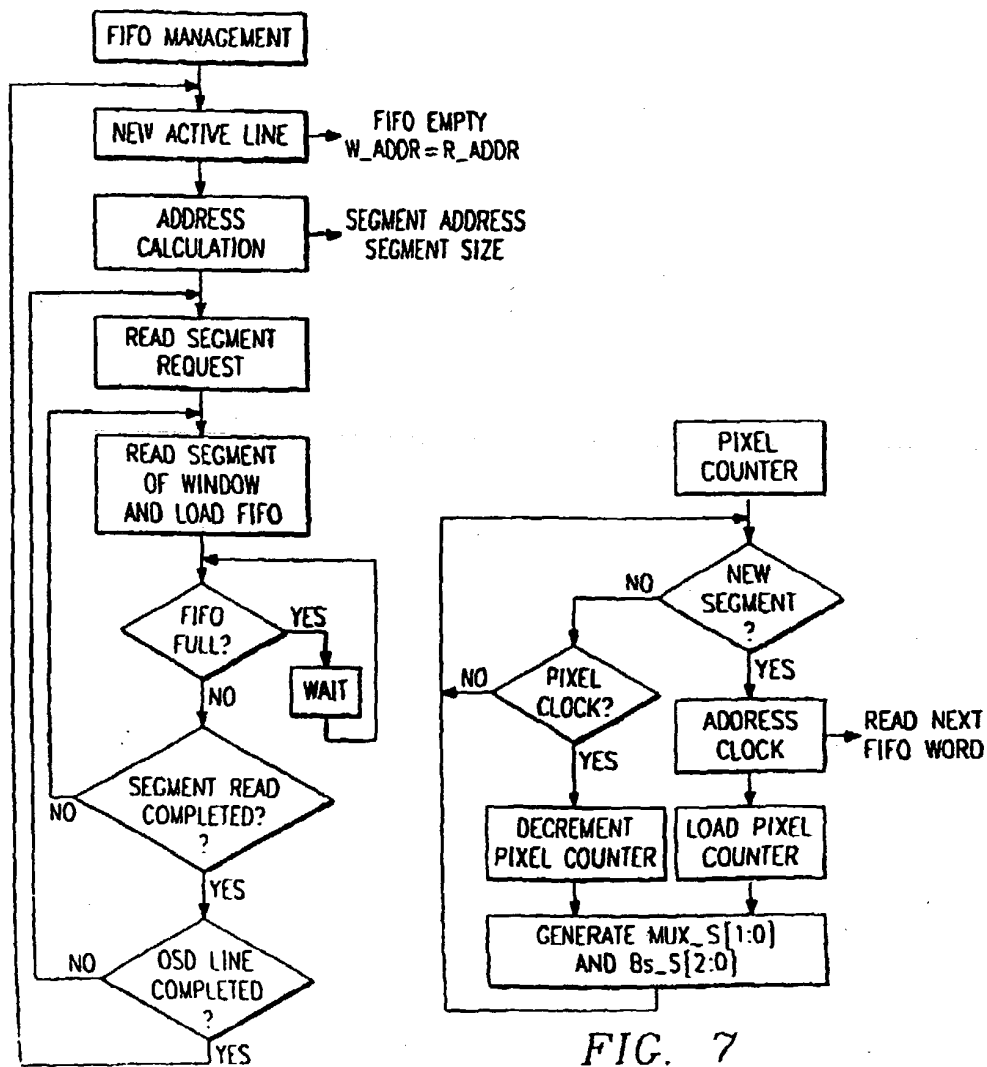 FIFO MANAGEMENT
NEW ACTIVE LINE
FIFO EMPTY
W_ADDR=R_ADDR
ADDRESS
CALCULATION
SEGMENT ADDRESS
SEGMENT SIZE
READ SEGMENT
REQUEST
READ SEGMENT
OF WINDOW
AND LOAD FIFO
FIFO
FULL?
YES
WAIT
NO
SEGMENT READ
COMPLETED?
?
NO
YES
OSD LINE
COMPLETED
?
NO
YES
PIXEL
COUNTER
NEW
SEGMENT
?
NO
YES
PIXEL
CLOCK?
NO
YES
ADDRESS
CLOCK
READ NEXT
FIFO WORD
DECREMENT
PIXEL COUNTER
LOAD PIXEL
COUNTER
GENERATE MUX_S[1:0]
AND Bs_S[2:0]
FIG. 7